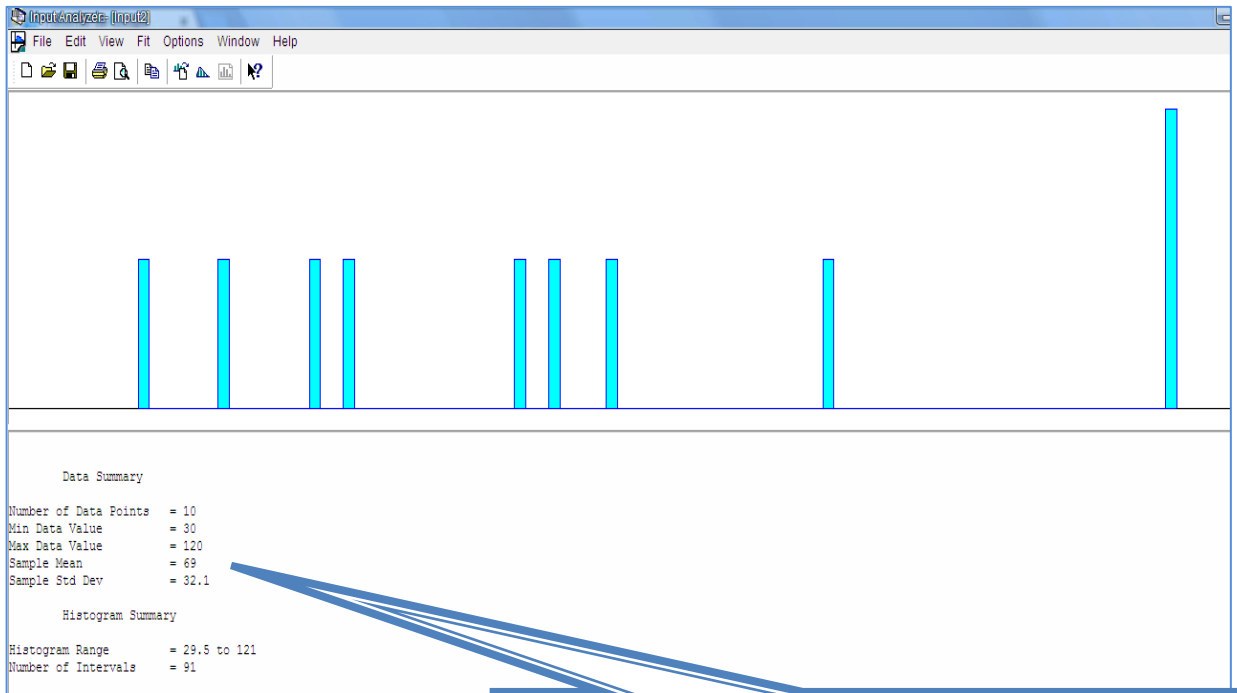 Input Analyzer - [Input2]
File Edit View Fit Options Window Help
Data Summary
Number of Data Points = 10
Min Data Value = 30
Max Data Value = 120
Sample Mean = 69
Sample Std Dev = 32.1
Histogram Summary
Histogram Range = 29.5 to 121
Number of Intervals = 91